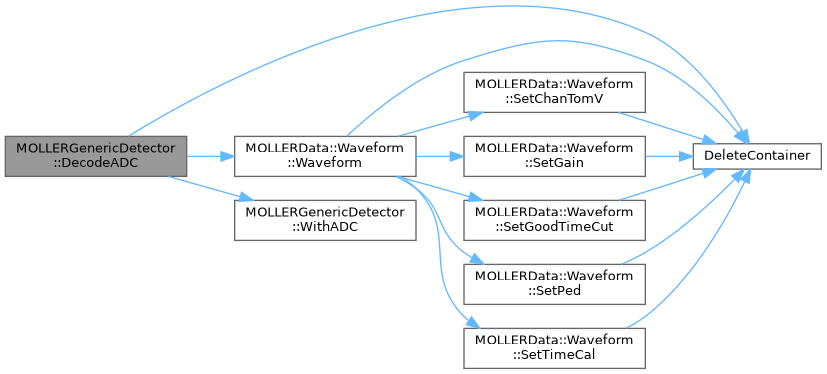 MOLLERGenericDetector
::DecodeADC
MOLLERData::Waveform
::Waveform
MOLLERGenericDetector
::WithADC
MOLLERData::Waveform
::SetChanTomV
MOLLERData::Waveform
::SetGain
MOLLERData::Waveform
::SetGoodTimeCut
MOLLERData::Waveform
::SetPed
MOLLERData::Waveform
::SetTimeCal
DeleteContainer